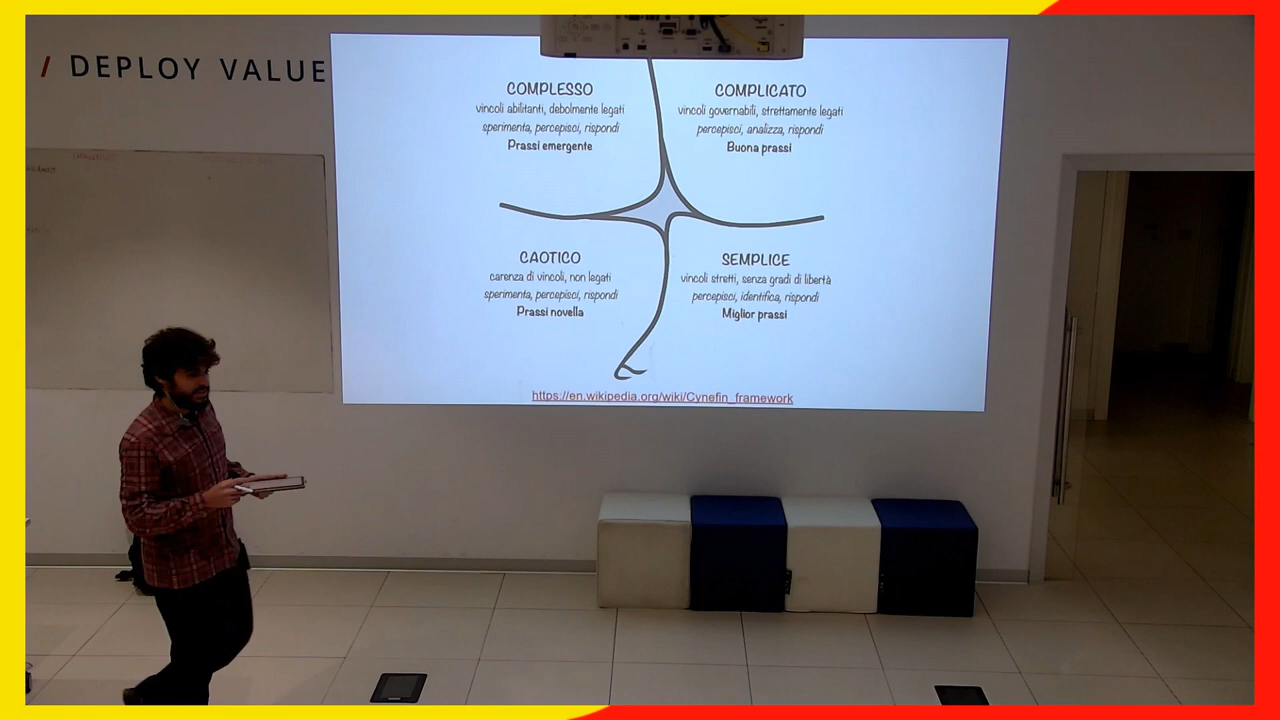 / DEPLOY VALUE
COMPLESSO
vincoli abilitanti, debolmente legati
sperimenta, percepisci, rispondi
Prassi emergente
COMPLICATO
vincoli governabili, strettamente legati
percepisci, analizza, rispondi
Buona prassi
CAOTICO
carenza di vincoli, non legati
sperimenta, percepisci, rispondi
Prassi novella
SEMPLICE
vincoli stretti, senza gradi di libertà
percepisci, identifica, rispondi
Miglior prassi
https://en.wikipedia.org/wiki/Cynefin_framework